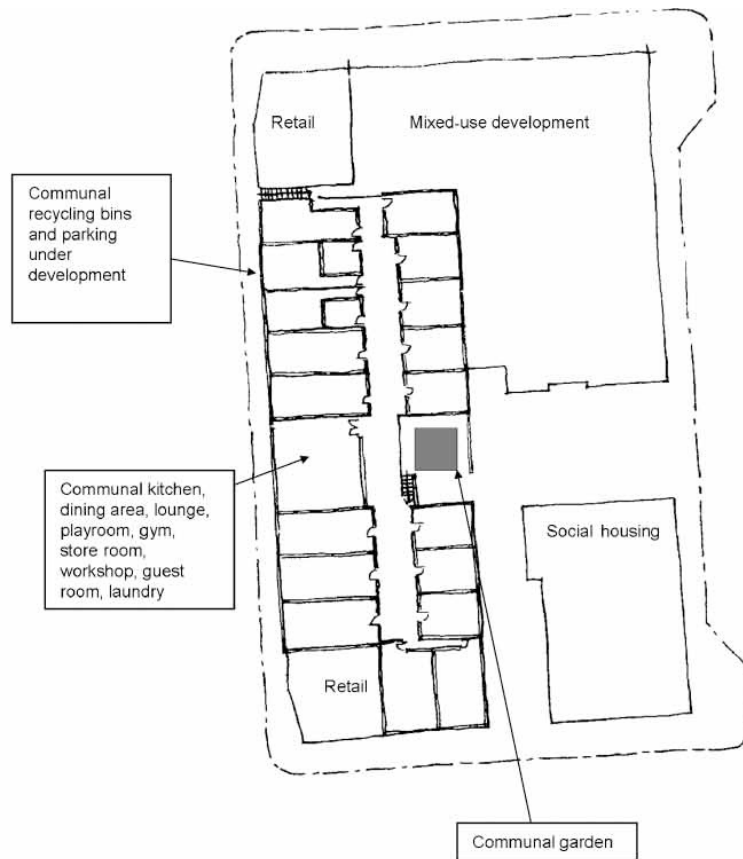 Retail
Mixed-use development
Communal
recycling bins
and parking
under
development
Communal kitchen,
dining area, lounge,
playroom, gym,
store room,
workshop, guest
room, laundry
Social housing
Retail
Communal garden